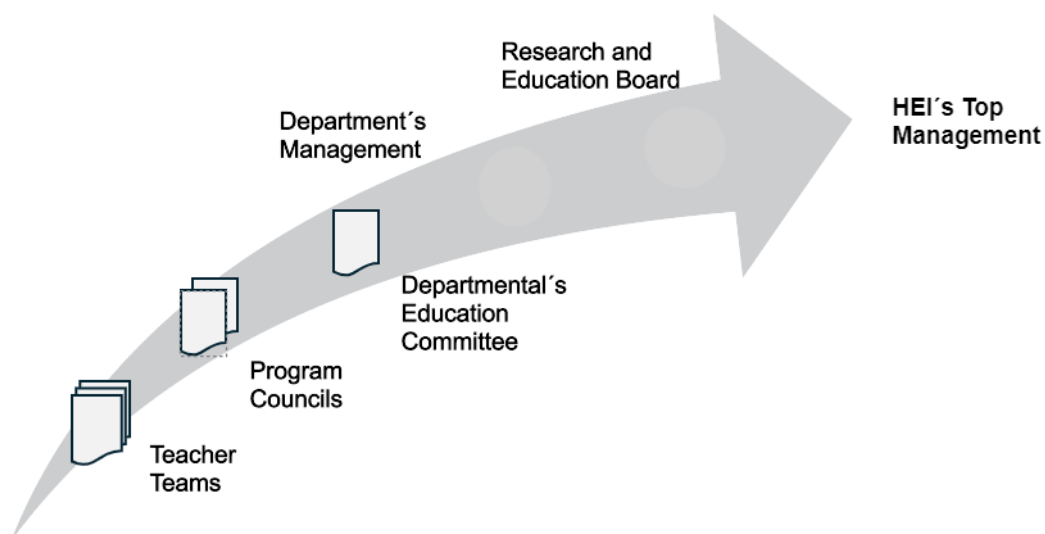 Research and
Education Board
HEI´s Top
Management
Department´s
Management
Departmental´s
Education
Committee
Program
Councils
Teacher
Teams